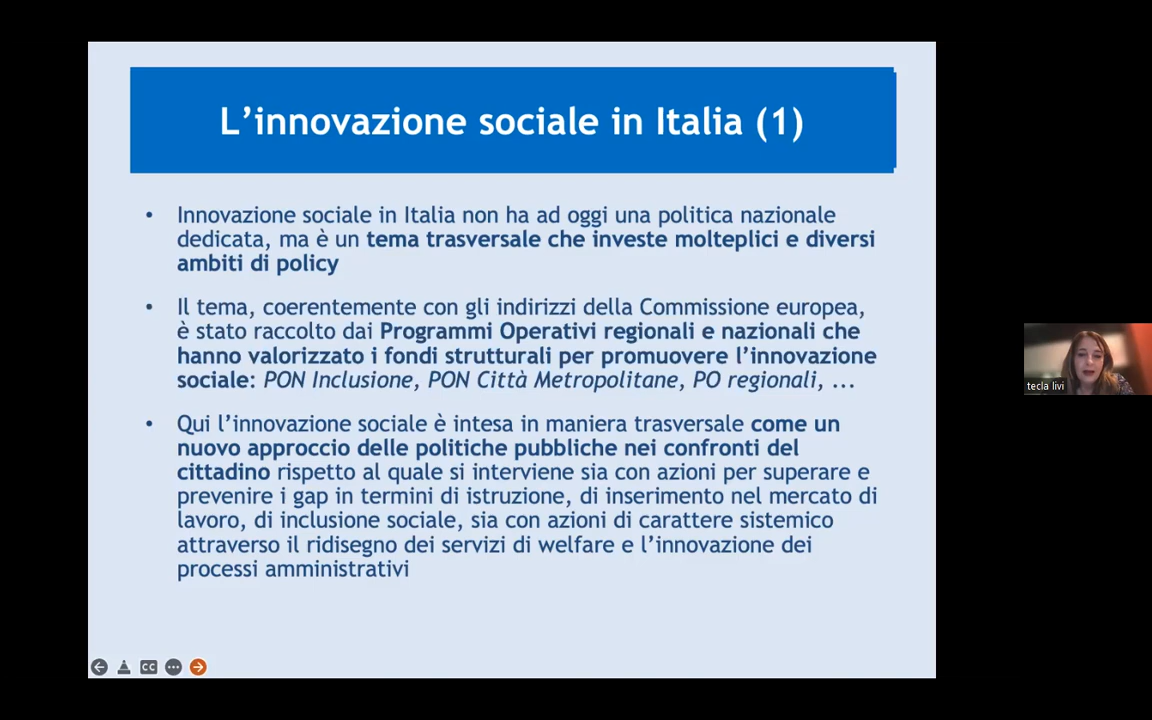 L’innovazione sociale in Italia (1)
• Innovazione sociale in Italia non ha ad oggi una politica nazionale
dedicata, ma è un tema trasversale che investe molteplici e diversi
ambiti di policy
• Il tema, coerentemente con gli indirizzi della Commissione europea,
è stato raccolto dai Programmi Operativi regionali e nazionali che
hanno valorizzato i fondi strutturali per promuovere l’innovazione
sociale: PON Inclusione, PON Città Metropolitane, PO regionali, ...
• Qui l’innovazione sociale è intesa in maniera trasversale come un
nuovo approccio delle politiche pubbliche nei confronti del
cittadino rispetto al quale si interviene sia con azioni per superare e
prevenire i gap in termini di istruzione, di inserimento nel mercato di
lavoro, di inclusione sociale, sia con azioni di carattere sistemico
attraverso il ridisegno dei servizi di welfare e l’innovazione dei
processi amministrativi
tecla livi
CC